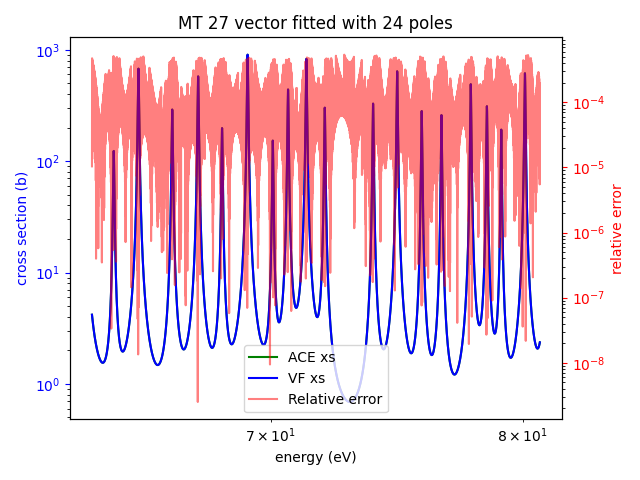 MT 27 vector fitted with 24 poles
cross section (b)
10³
10²
10¹
10⁰
10⁻⁴
10⁻⁵
10⁻⁶
10⁻⁷
10⁻⁸
relative error
ACE xs
VF xs
Relative error
7 × 10¹
8 × 10¹
energy (eV)